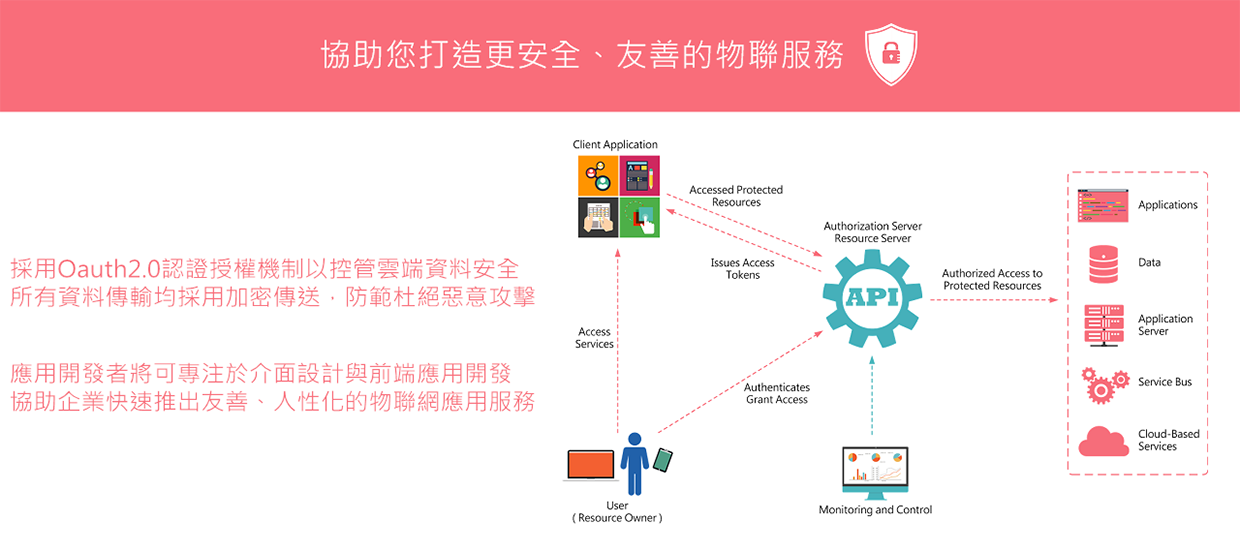 協助您打造更安全、友善的物聯服務
採用Oauth2.0認證授權機制以控管雲端資料安全
所有資料傳輸均採用加密傳送，防範杜絕惡意攻擊
應用開發者將可專注於介面設計與前端應用開發
協助企業快速推出友善、人性化的物聯網應用服務
Client Application
Accessed Protected
Resources
Issues Access
Tokens
Authorization Server
Resource Server
API
Authorized Access to
Protected Resources
Access
Services
Authenticates
Grant Access
User
( Resource Owner )
Monitoring and Control
Applications
Data
Application
Server
Service Bus
Cloud-Based
Services